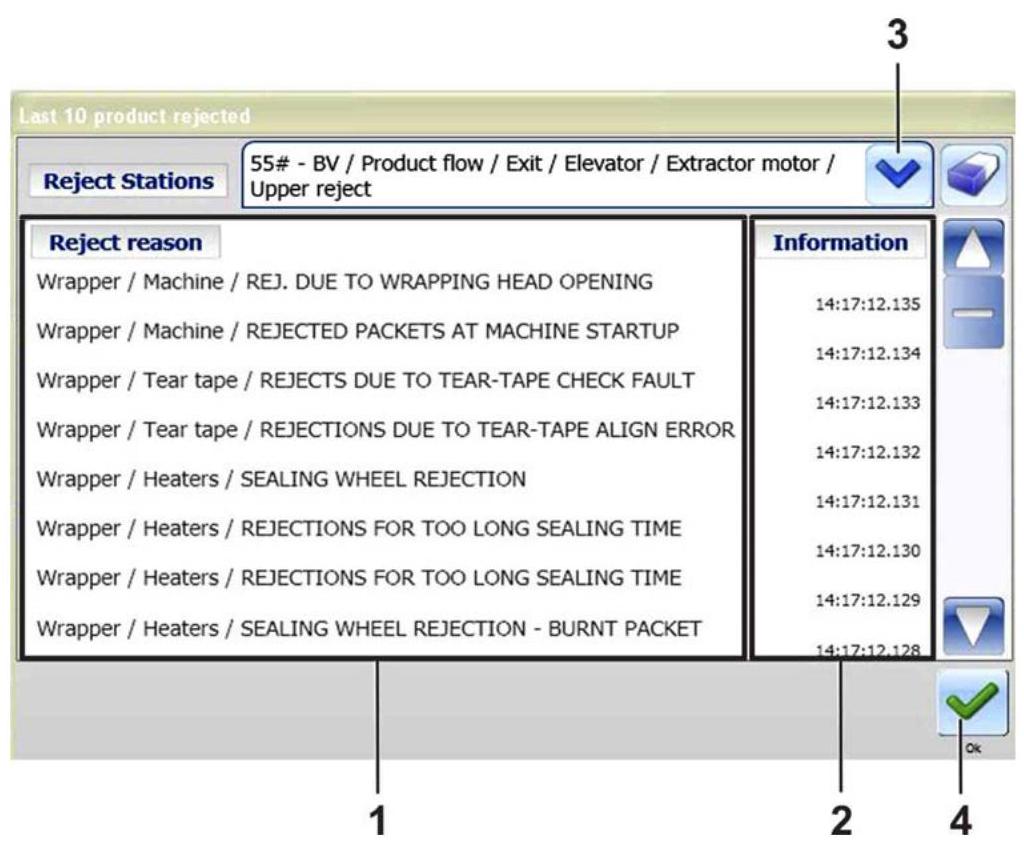 3
Last 10 product rejected
Reject Stations
55# - BV / Product flow / Exit / Elevator / Extractor motor /
Upper reject
Reject reason
Information
Wrapper / Machine / REJ. DUE TO WRAPPING HEAD OPENING
14:17:12.135
Wrapper / Machine / REJECTED PACKETS AT MACHINE STARTUP
14:17:12.134
Wrapper / Tear tape / REJECTS DUE TO TEAR-TAPE CHECK FAULT
14:17:12.133
Wrapper / Tear tape / REJECTIONS DUE TO TEAR-TAPE ALIGN ERROR
14:17:12.132
Wrapper / Heaters / SEALING WHEEL REJECTION
14:17:12.131
Wrapper / Heaters / REJECTIONS FOR TOO LONG SEALING TIME
14:17:12.130
Wrapper / Heaters / REJECTIONS FOR TOO LONG SEALING TIME
14:17:12.129
Wrapper / Heaters / SEALING WHEEL REJECTION - BURNT PACKET
14:17:12.128
Ok
1
2
4